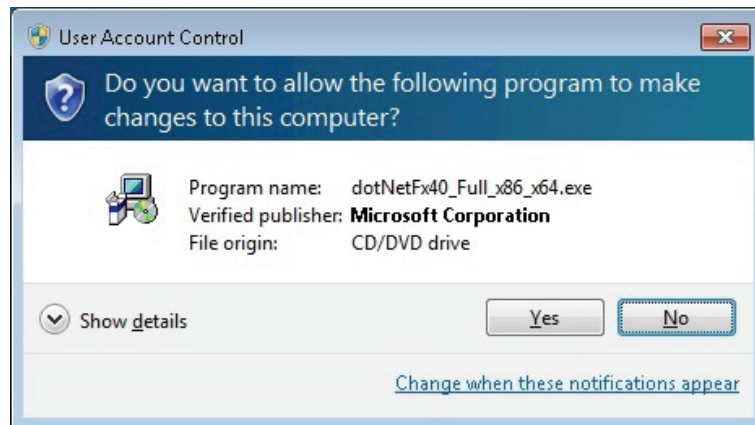 User Account Control
Do you want to allow the following program to make
changes to this computer?
Program name: dotNetFx40_Full_x86_x64.exe
Verified publisher: Microsoft Corporation
File origin: CD/DVD drive
Show details
Yes
No
Change when these notifications appear